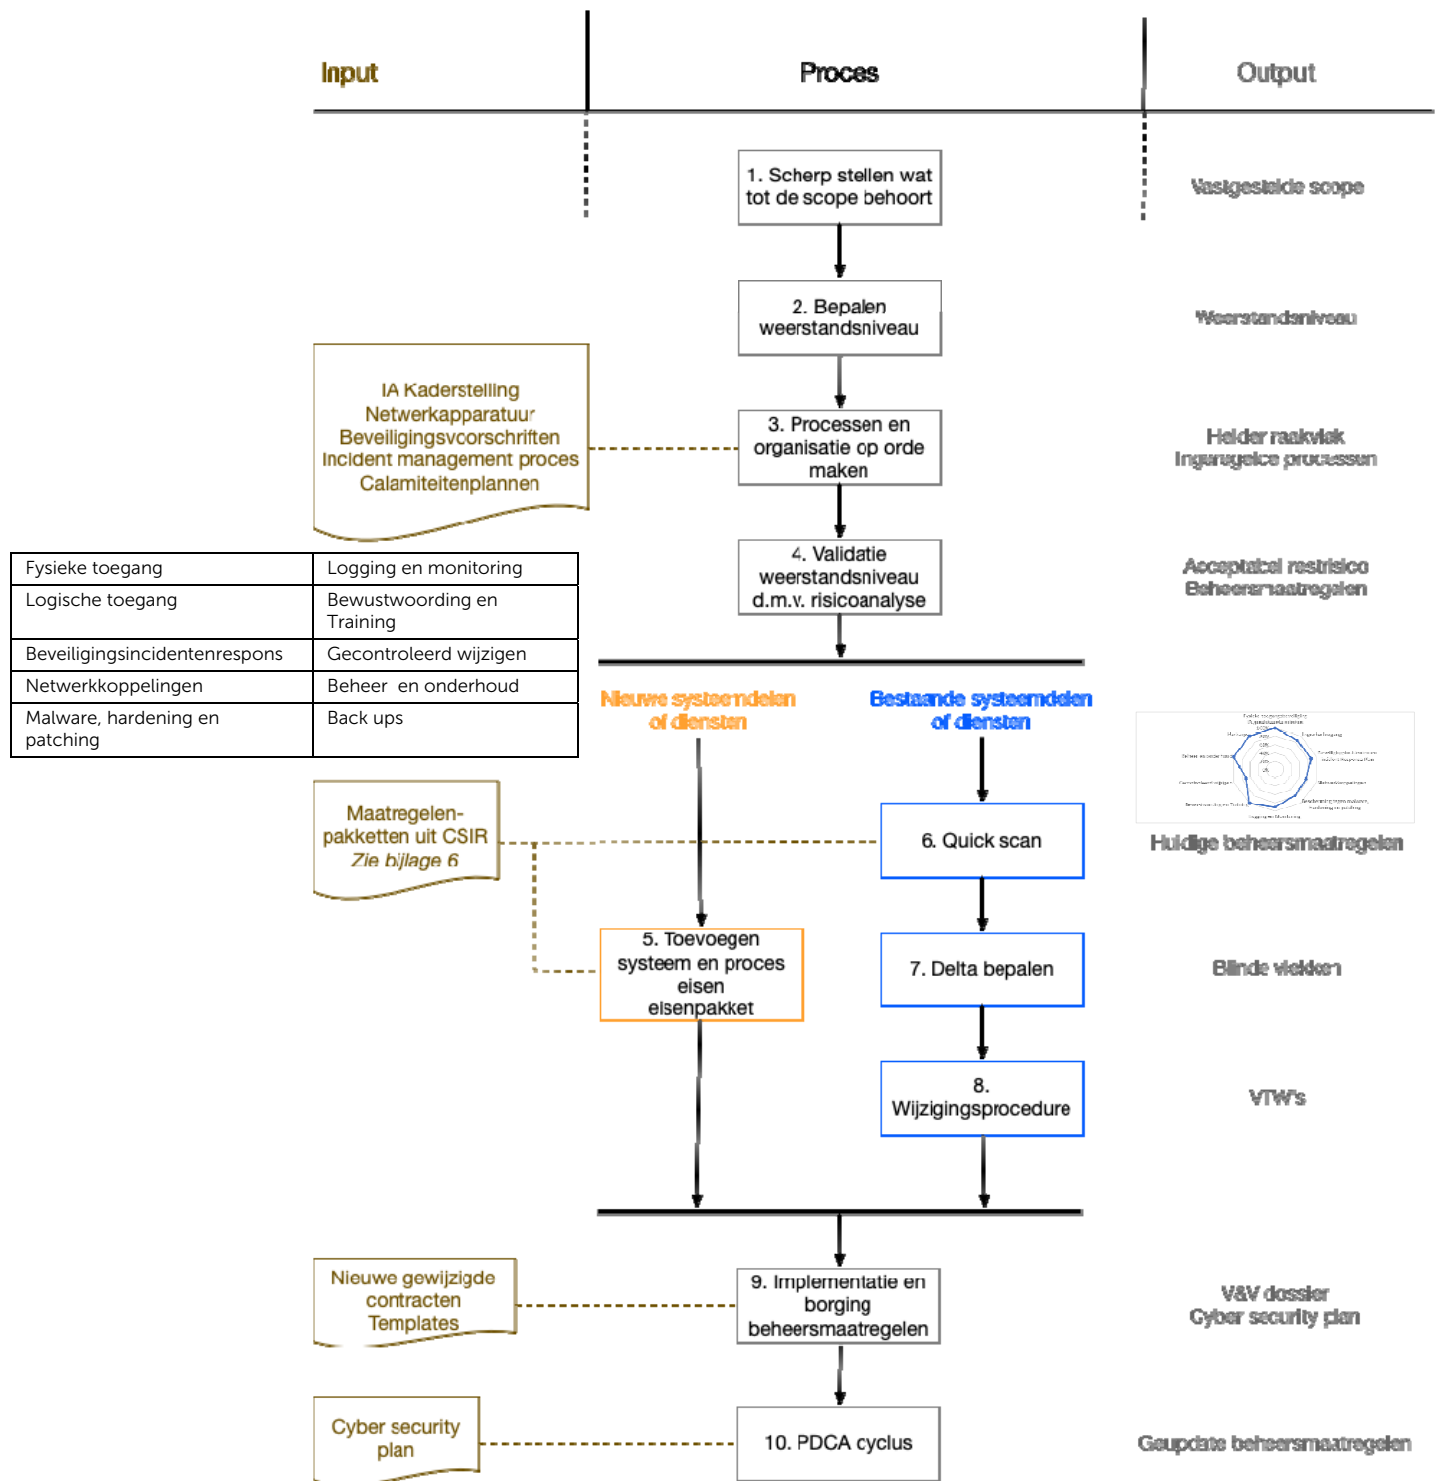 Input
Proces
Output
1. Scherp stellen wat
tot de scope behoort
Vastgestelde scope
2. Bepalen
weerstandsniveau
Weerstandsniveau
IA Kaderstelling
Netwerkapparatuur
Beveiligingsvoorschriften
Incident management proces
Calamiteitenplannen
3. Processen en
organisatie op orde
maken
Helder raakvlak
Ingeregelde processen
4. Validatie
weerstandsniveau
d.m.v. risicoanalyse
Acceptabel restrisico
Beheersmaatregelen
Fysieke toegang
Logging en monitoring
Logische toegang
Bewustwoording en
Training
Beveiligingsincidentenrespons
Gecontroleerd wijzigen
Netwerkkoppelingen
Beheer en onderhoud
Malware, hardening en
patching
Back ups
Nieuwe systeemdelen
of diensten
Bestaande systeemdelen
of diensten
Maatregelen-
pakketten uit CSIR
Zie bijlage 6
6. Quick scan
Huidige beheersmaatregelen
5. Toevoegen
systeem en proces
eisen
eisenpakket
7. Delta bepalen
Blinde vlekken
8.
Wijzigingsprocedure
VTW's
Nieuwe gewijzigde
contracten
Templates
9. Implementatie en
borging
beheersmaatregelen
V&V dossier
Cyber security plan
Cyber security
plan
10. PDCA cyclus
Geupdate beheersmaatregelen